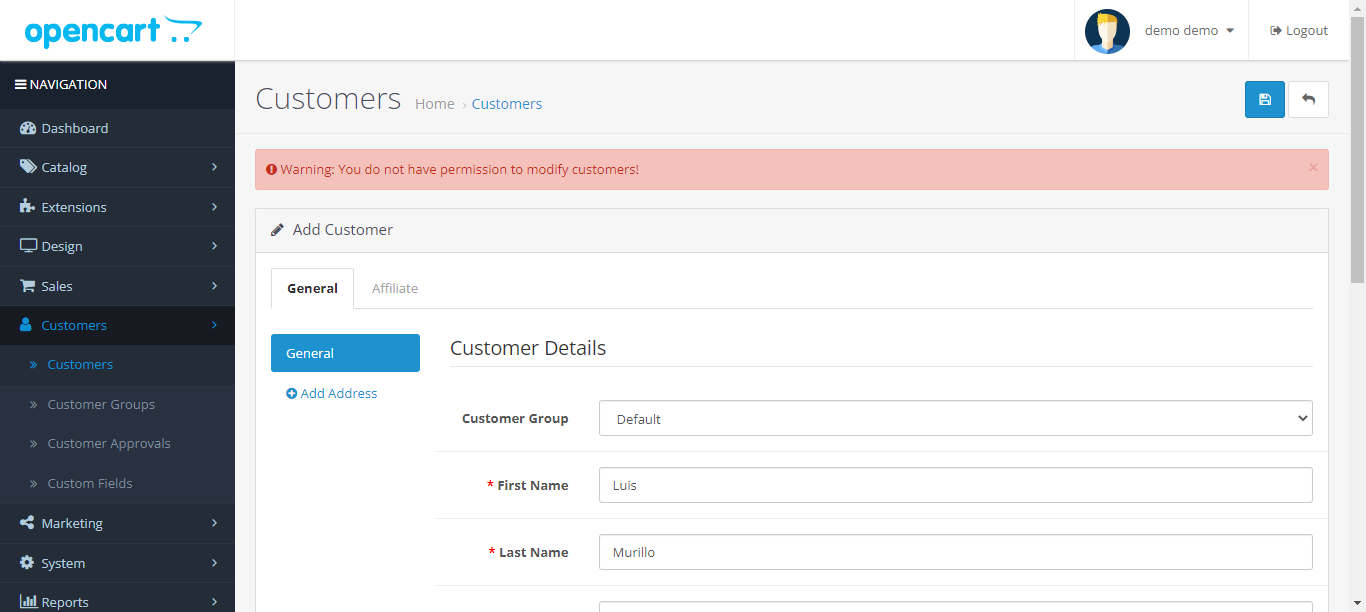 opencart
demo demo
Logout
NAVIGATION
Dashboard
Catalog
Extensions
Design
Sales
Customers
Customers
Customer Groups
Customer Approvals
Custom Fields
Marketing
System
Reports
Customers
Home › Customers
Warning: You do not have permission to modify customers!
×
Add Customer
General
Affiliate
General
Add Address
Customer Details
Customer Group
Default
* First Name
Luis
* Last Name
Murillo